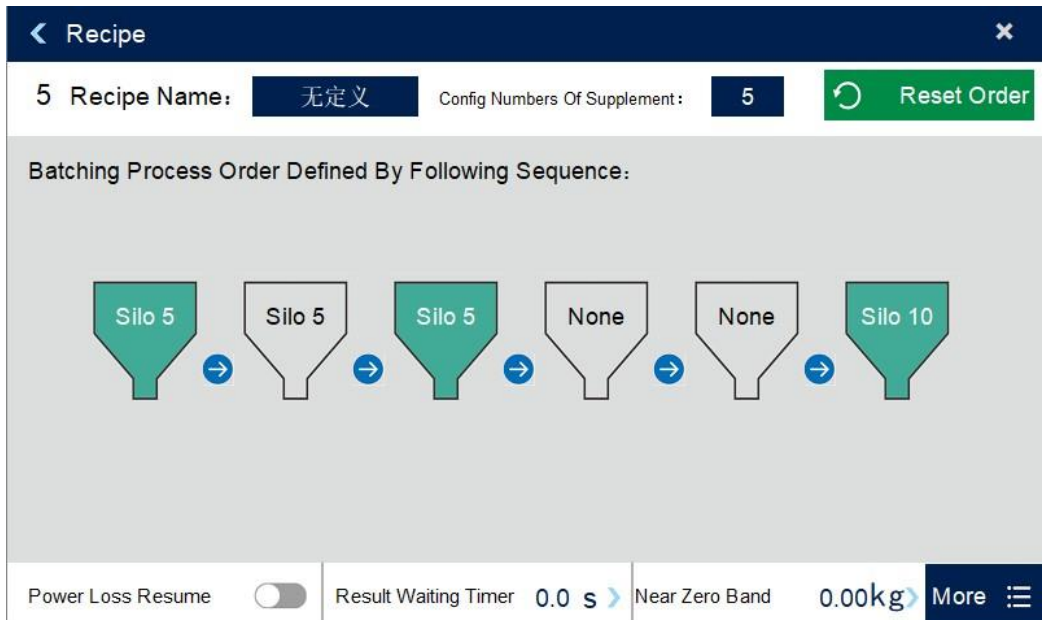 Recipe
5 Recipe Name: 无定义 Config Numbers Of Supplement: 5 Reset Order
Batching Process Order Defined By Following Sequence:
Silo 5 Silo 5 Silo 5 None None Silo 10
Power Loss Resume Result Waiting Timer 0.0 s Near Zero Band 0.00kg More